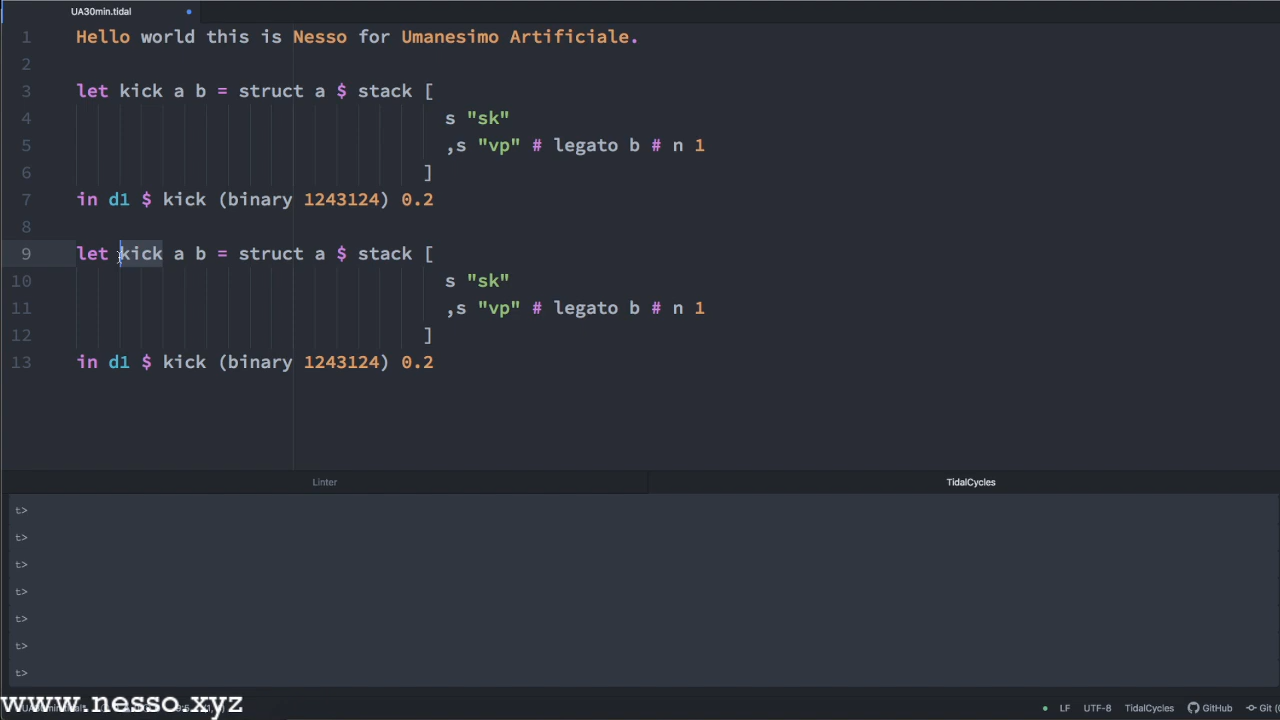 UA30min.tidal
1 Hello world this is Nesso for Umanesimo Artificiale.
2
3 let kick a b = struct a $ stack [
4 s "sk"
5 ,s "vp" # legato b # n 1
6 ]
7 in d1 $ kick (binary 1243124) 0.2
8
9 let kick a b = struct a $ stack [
10 s "sk"
11 ,s "vp" # legato b # n 1
12 ]
13 in d1 $ kick (binary 1243124) 0.2
Linter TidalCycles
t>
t>
t>
t>
t>
t>
t>
www.nesso.xyz
LF UTF-8 TidalCycles GitHub Git (